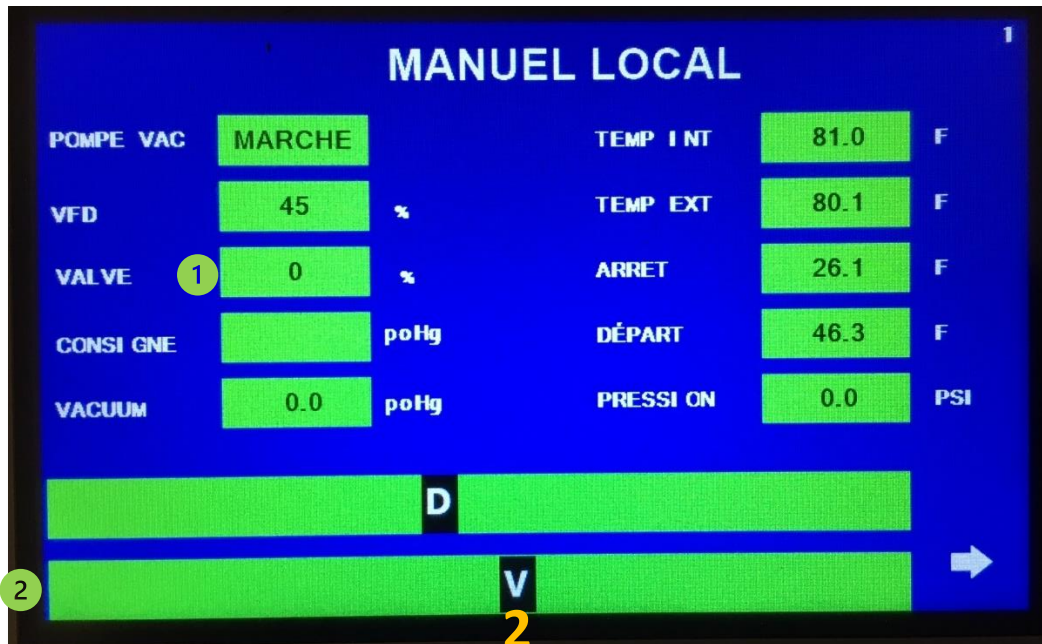 1
MANUEL LOCAL
POMPE VAC MARCHE
VFD 45 %
1 VALVE 0 %
CONSIGNE poHg
VACUUM 0.0 poHg
TEMP INT 81.0 F
TEMP EXT 80.1 F
ARRET 26.1 F
DÉPART 46.3 F
PRESSION 0.0 PSI
D
2 V
2